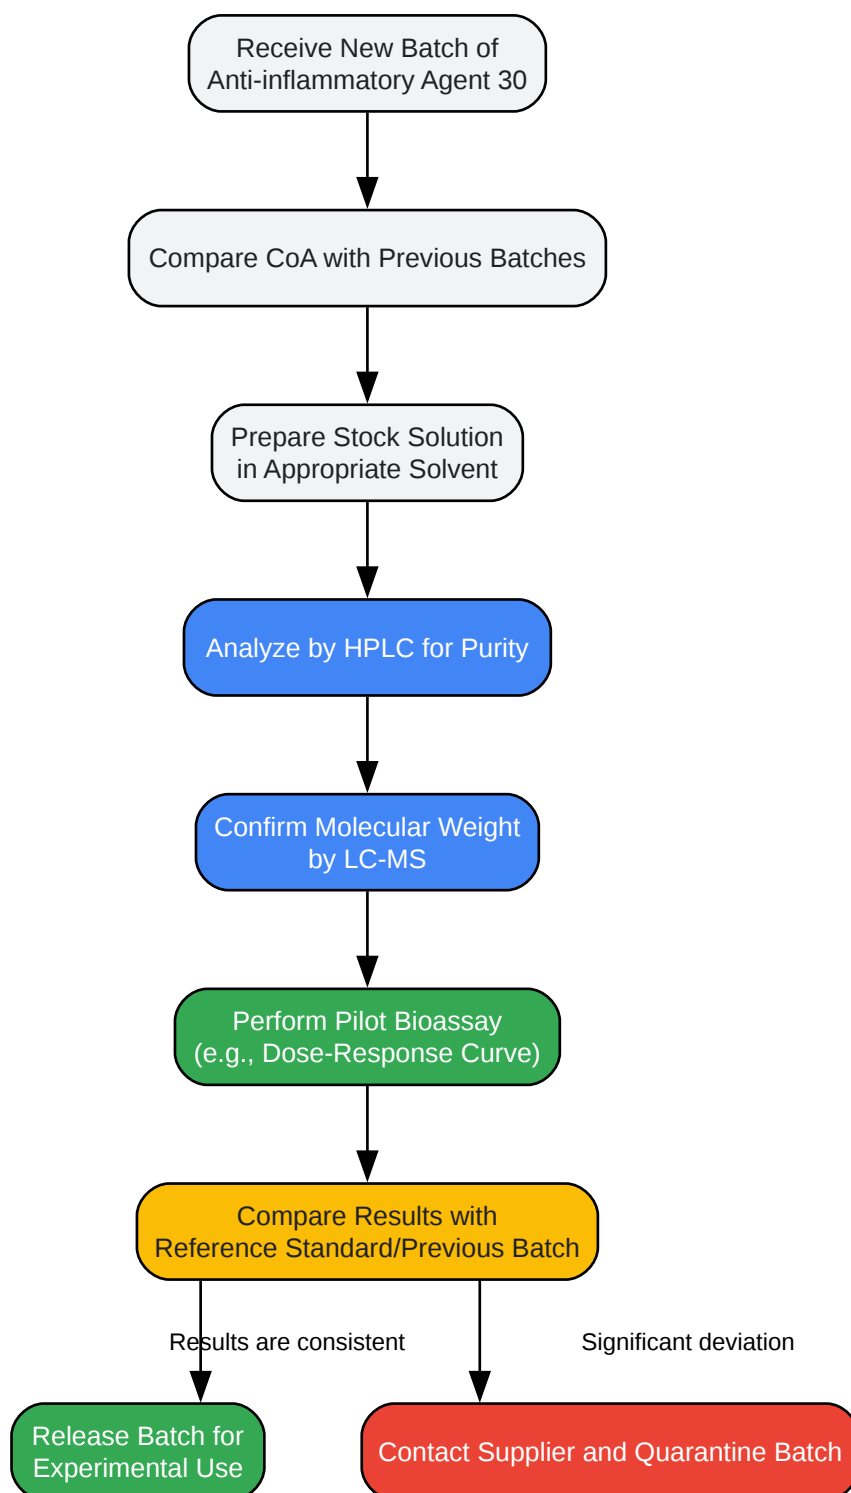 Receive New Batch of
Anti-inflammatory Agent 30
Compare CoA with Previous Batches
Prepare Stock Solution
in Appropriate Solvent
Analyze by HPLC for Purity
Confirm Molecular Weight
by LC-MS
Perform Pilot Bioassay
(e.g., Dose-Response Curve)
Compare Results with
Reference Standard/Previous Batch
Results are consistent
Significant deviation
Release Batch for
Experimental Use
Contact Supplier and Quarantine Batch